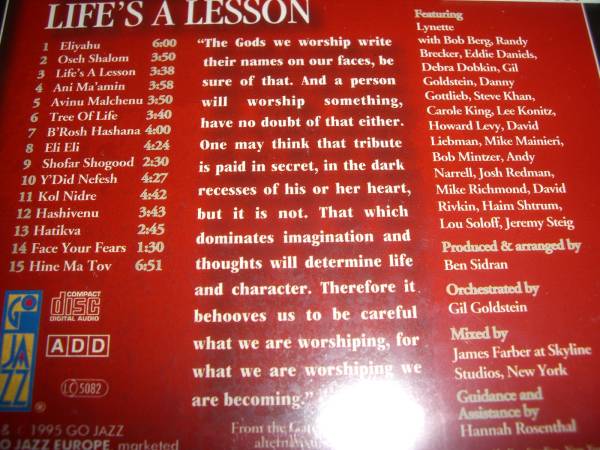 LIFE'S A LESSON
1 Eliyahu 6:00
2 Oseh Shalom 3:50
3 Life's A Lesson 3:38
4 Ani Ma'amin 3:58
5 Avinu Malchenu 3:50
6 Tree Of Life 3:40
7 B'Rosh Hashana 4:00
8 Eli Eli 4:24
9 Shofar Shogood 2:30
10 Y'Did Nefesh 4:27
11 Kol Nidre 4:42
12 Hashivenu 3:43
13 Hatikva 2:45
14 Face Your Fears 1:30
15 Hine Ma Tov 6:51
GO JAZZ
®
COMPACT
disc
DIGITAL AUDIO
ADD
LC 5082
& © 1995 GO JAZZ
O JAZZ EUROPE, marketed
"The Gods we worship write
their names on our faces, be
sure of that. And a person
will worship something,
have no doubt of that either.
One may think that tribute
is paid in secret, in the dark
recesses of his or her heart,
but it is not. That which
dominates imagination and
thoughts will determine life
and character. Therefore it
behooves us to be careful
what we are worshiping, for
what we are worshiping we
are becoming."
From the
Featuring
Lynette
with Bob Berg, Randy
Brecker, Eddie Daniels,
Debra Dobkin, Gil
Goldstein, Danny
Gottlieb, Steve Khan,
Carole King, Lee Konitz,
Howard Levy, David
Liebman, Mike Mainieri,
Bob Mintzer, Andy
Narrell, Josh Redman,
Mike Richmond, David
Rivkin, Haim Shtrum,
Lou Soloff, Jeremy Steig
Produced & arranged by
Ben Sidran
Orchestrated by
Gil Goldstein
Mixed by
James Farber at Skyline
Studios, New York
Guidance and
Assistance by
Hannah Rosenthal